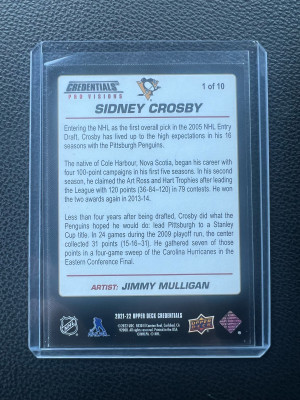 CREDENTIALS
PRO VISIONS
1 of 10
SIDNEY CROSBY
Entering the NHL as the first overall pick in the 2005 NHL Entry
Draft, Crosby has lived up to the high expectations in his 16
seasons with the Pittsburgh Penguins.
The native of Cole Harbour, Nova Scotia, began his career with
four 100-point campaigns in his first five seasons. In his second
season, he claimed the Art Ross and Hart Trophies after leading
the League with 120 points (36-84–120) in 79 contests. He won
the two awards again in 2013-14.
Less than four years after being drafted, Crosby did what the
Penguins hoped he would do: lead Pittsburgh to a Stanley
Cup title. In 24 games during the 2009 playoff run, the center
collected 31 points (15-16–31). He gathered seven of those
points in a four-game sweep of the Carolina Hurricanes in the
Eastern Conference Final.
ARTIST: JIMMY MULLIGAN
2021-22 UPPER DECK CREDENTIALS
NHL
UPPER DECK